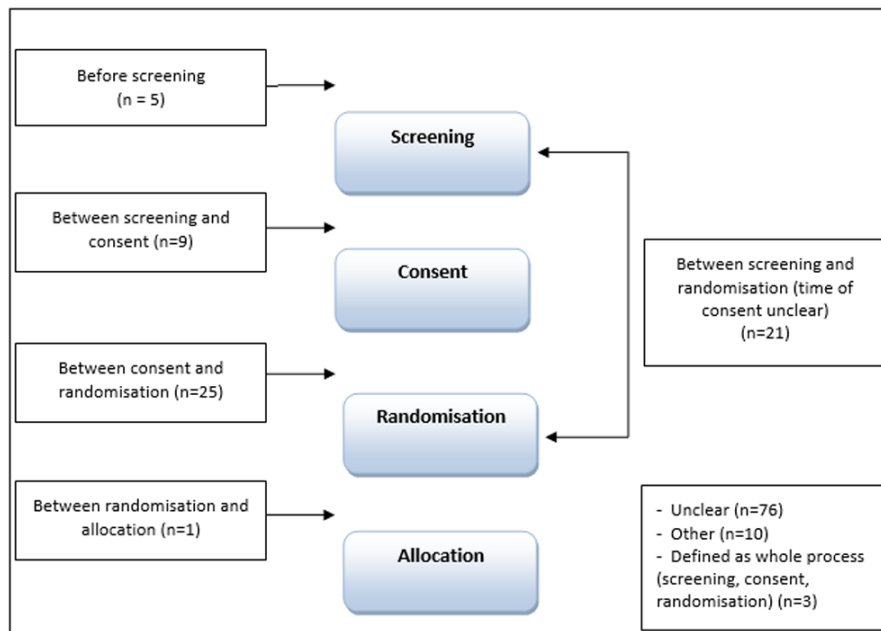 Before screening
(n = 5)
Screening
Between screening and
consent (n=9)
Consent
Between screening and
randomisation (time of
consent unclear)
(n=21)
Between consent and
randomisation (n=25)
Randomisation
Between randomisation and
allocation (n=1)
Allocation
- Unclear (n=76)
- Other (n=10)
- Defined as whole process
(screening, consent,
randomisation) (n=3)